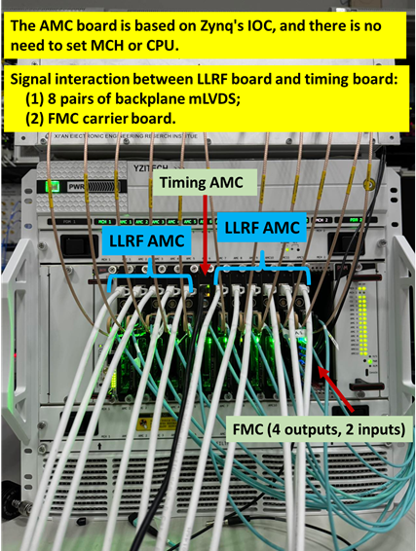 The AMC board is based on Zynq's IOC, and there is no
need to set MCH or CPU.
Signal interaction between LLRF board and timing board:
(1) 8 pairs of backplane mLVDS;
(2) FMC carrier board.
YZITECH
Timing AMC
PWR
LLRF AMC
LLRF AMC
FMC (4 outputs, 2 inputs)